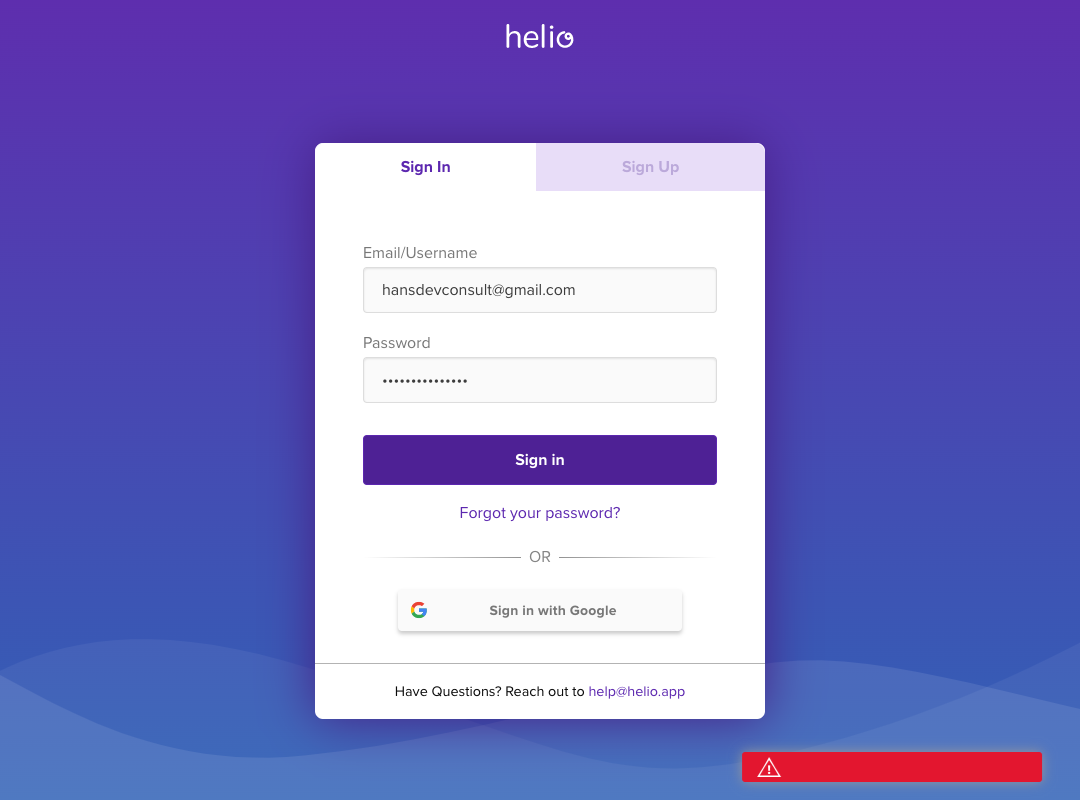 helio
Sign In
Sign Up
Email/Username
hansdevconsult@gmail.com
Password
•••••••••••••••
Sign in
Forgot your password?
OR
Sign in with Google
Have Questions? Reach out to help@helio.app